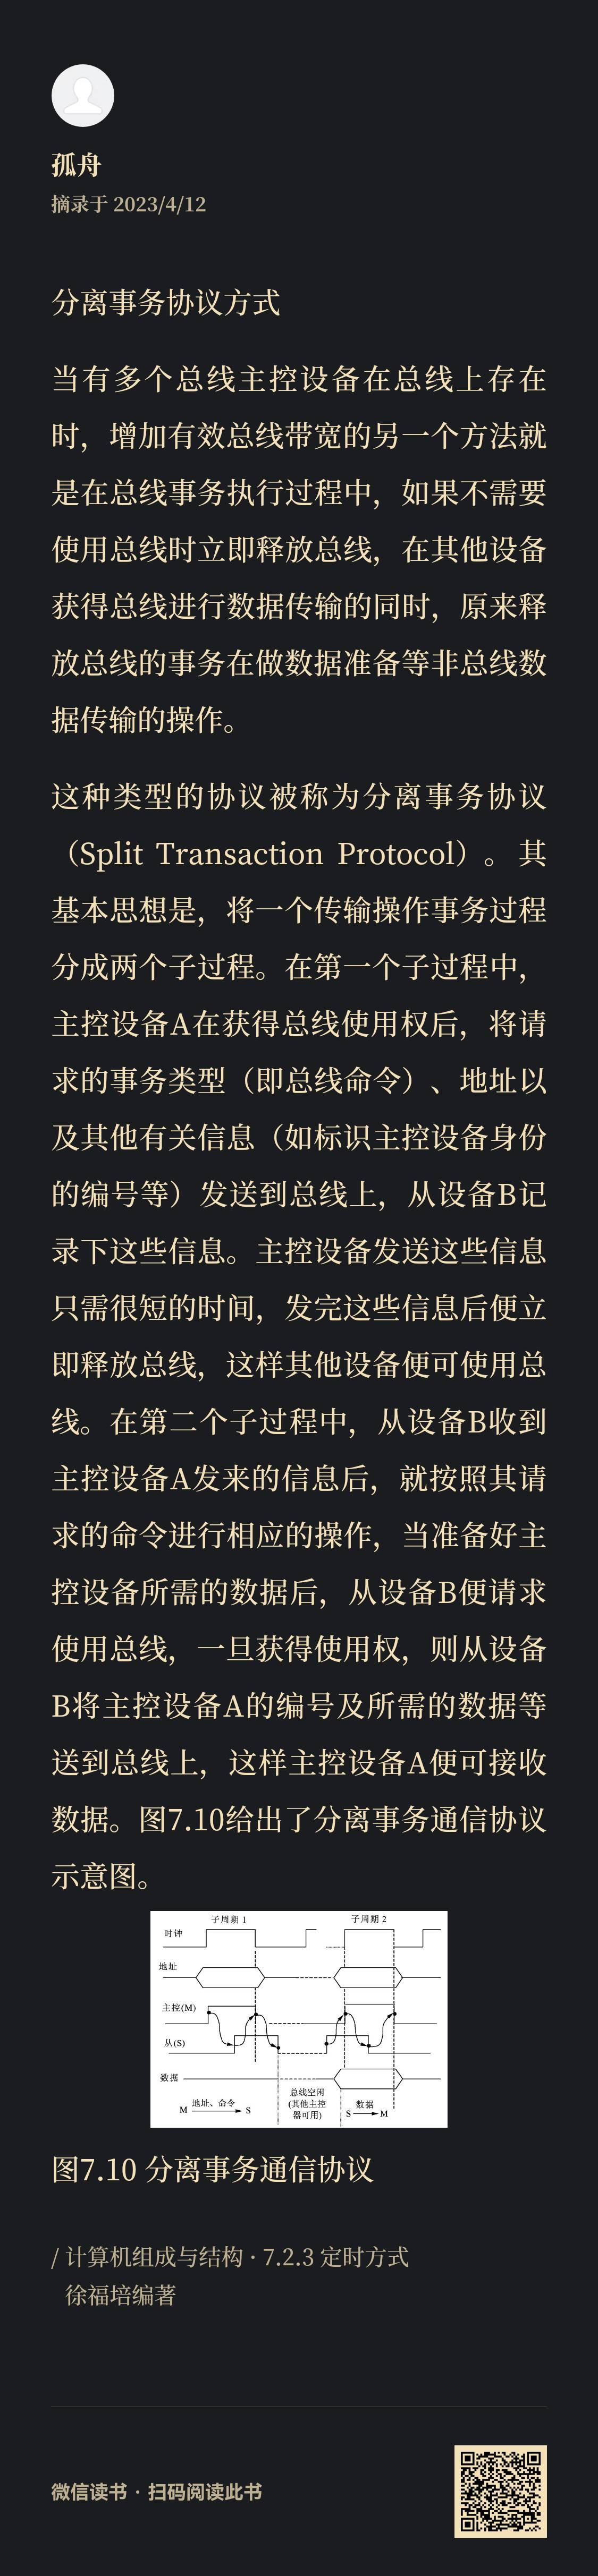 孤舟
摘录于 2023/4/12
分离事务协议方式
当有多个总线主控设备在总线上存在
时，增加有效总线带宽的另一个方法就
是在总线事务执行过程中，如果不需要
使用总线时立即释放总线，在其他设备
获得总线进行数据传输的同时，原来释
放总线的事务在做数据准备等非总线数
据传输的操作。
这种类型的协议被称为分离事务协议
（Split Transaction Protocol）。其
基本思想是，将一个传输操作事务过程
分成两个子过程。在第一个子过程中，
主控设备A在获得总线使用权后，将请
求的事务类型（即总线命令）、地址以
及其他有关信息（如标识主控设备身份
的编号等）发送到总线上，从设备B记
录下这些信息。主控设备发送这些信息
只需很短的时间，发完这些信息后便立
即释放总线，这样其他设备便可使用总
线。在第二个子过程中，从设备B收到
主控设备A发来的信息后，就按照其请
求的命令进行相应的操作，当准备好主
控设备所需的数据后，从设备B便请求
使用总线，一旦获得使用权，则从设备
B将主控设备A的编号及所需的数据等
送到总线上，这样主控设备A便可接收
数据。图7.10给出了分离事务通信协议
示意图。
子周期 1 子周期 2
时钟
地址
主控(M)
从(S)
数据
M 地址、命令 S
总线空闲
(其他主控
器可用)
数据
S M
图7.10 分离事务通信协议
/ 计算机组成与结构 · 7.2.3 定时方式
徐福培编著
微信读书 · 扫码阅读此书